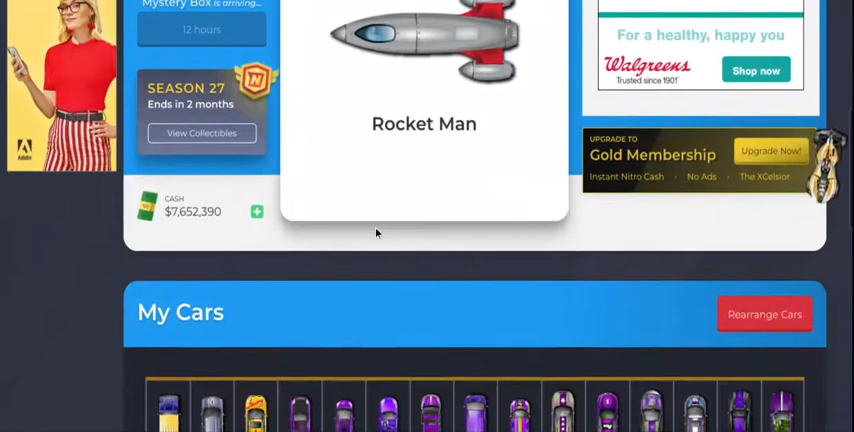 Mystery Box is arriving...
12 hours
SEASON 27
Ends in 2 months
View Collectibles
CASH
$7,652,390
Rocket Man
For a healthy, happy you
Walgreens
Trusted since 1901
Shop now
UPGRADE TO
Gold Membership
Upgrade Now!
Instant Nitro Cash · No Ads · The XCelsior
Adobe
My Cars
Rearrange Cars